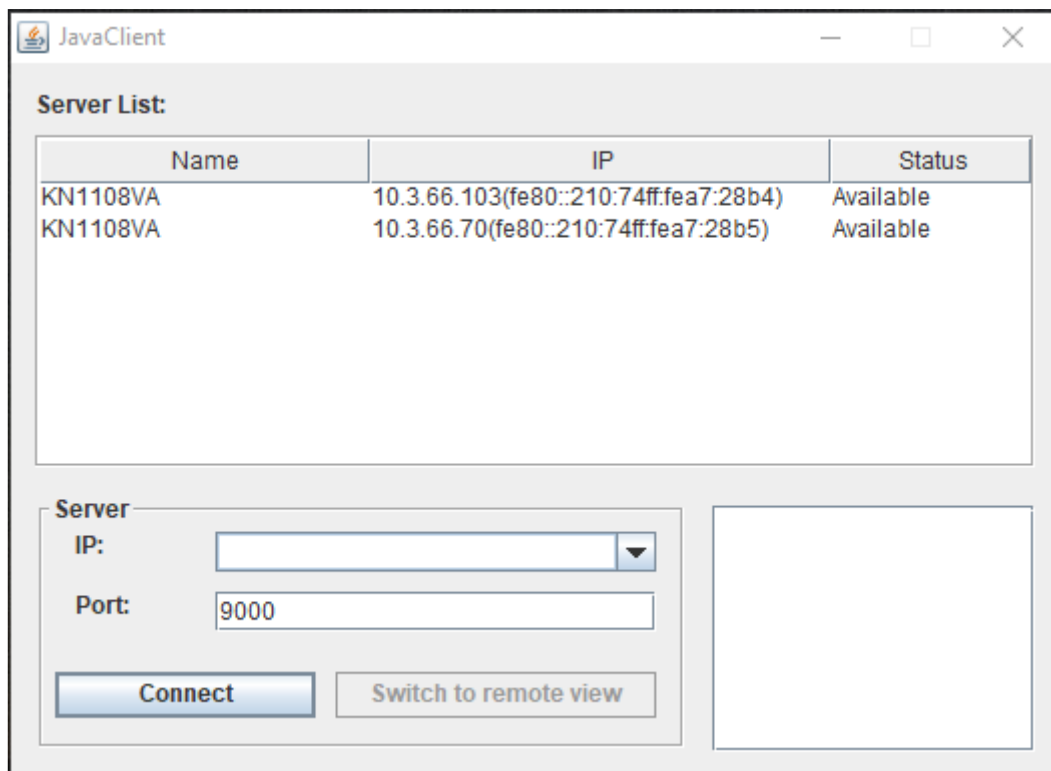 JavaClient
Server List:
Name IP Status
KN1108VA 10.3.66.103(fe80::210:74ff:fea7:28b4) Available
KN1108VA 10.3.66.70(fe80::210:74ff:fea7:28b5) Available
Server
IP:
Port: 9000
Connect Switch to remote view